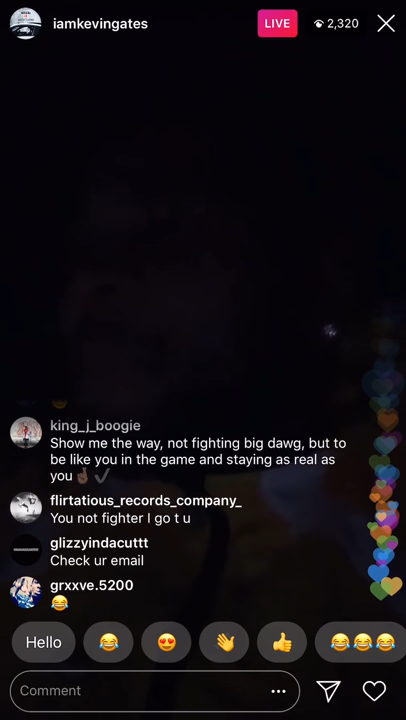 iamkevingates
LIVE
2,320
king_j_boogie
Show me the way, not fighting big dawg, but to
be like you in the game and staying as real as
you 🤞🏽✔️
flirtatious_records_company_
You not fighter I go t u
glizzyindacuttt
Check ur email
grxxve.5200
😂
Hello 😂 😍 👋 👍 😂😂😂
Comment